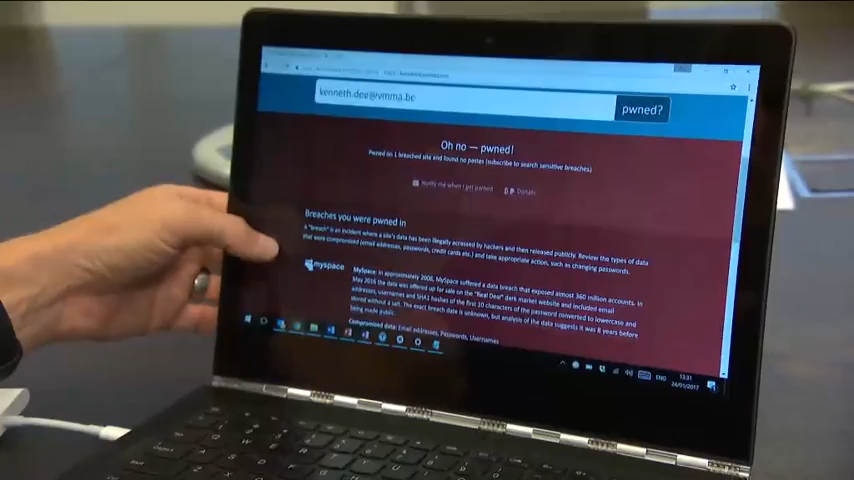 kenneth.dee@vmma.be
pwned?
Oh no — pwned!
Pwned on 1 breached site and found no pastes (subscribe to search sensitive breaches)
Notify me when I get pwned
Donate
Breaches you were pwned in
A "breach" is an incident where a site's data has been illegally accessed by hackers and then released publicly. Review the types of data
that were compromised (email addresses, passwords, credit cards etc.) and take appropriate action, such as changing passwords.
myspace
MySpace: In approximately 2008, MySpace suffered a data breach that exposed almost 360 million accounts. In
May 2016 the data was offered up for sale on the "Real Deal" dark market website and included email
addresses, usernames and SHA1 hashes of the first 10 characters of the password converted to lowercase and
stored without a salt. The exact breach date is unknown, but analysis of the data suggests it was 8 years before
being made public.
Compromised data: Email addresses, Passwords, Usernames
ENG
13:31
24/01/2017